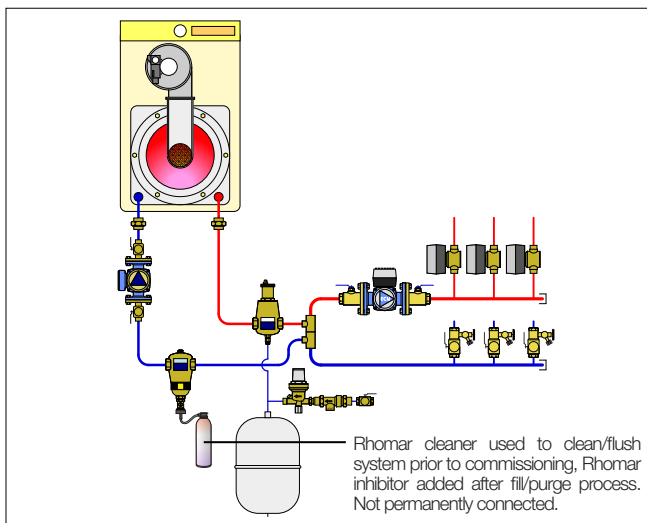 ECM
Rhomar cleaner used to clean/flush
system prior to commissioning, Rhomar
inhibitor added after fill/purge process.
Not permanently connected.